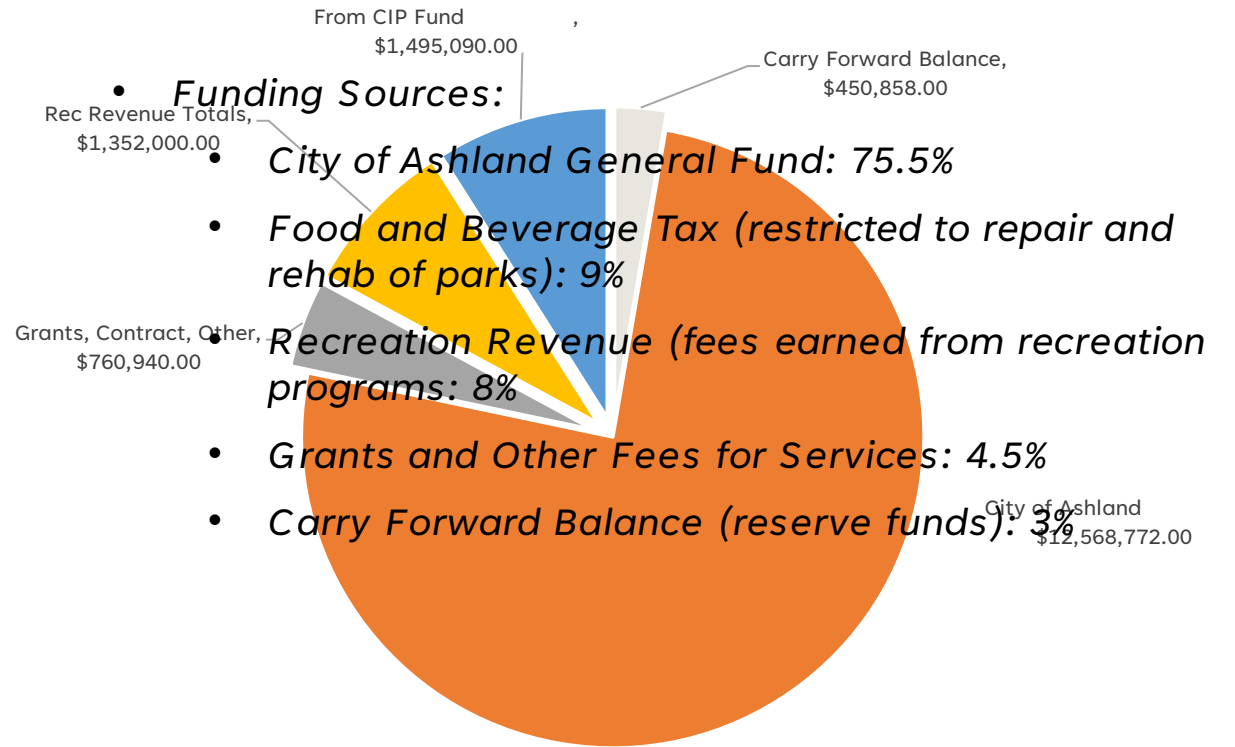 From CIP Fund ,
$1,495,090.00
Carry Forward Balance,
$450,858.00
• Funding Sources:
Rec Revenue Totals,
$1,352,000.00
• City of Ashland General Fund: 75.5%
• Food and Beverage Tax (restricted to repair and
rehab of parks): 9%
Grants, Contract, Other,
$760,940.00
• Recreation Revenue (fees earned from recreation
programs: 8%
• Grants and Other Fees for Services: 4.5%
• Carry Forward Balance (reserve funds): 3%
City of Ashland
$12,568,772.00